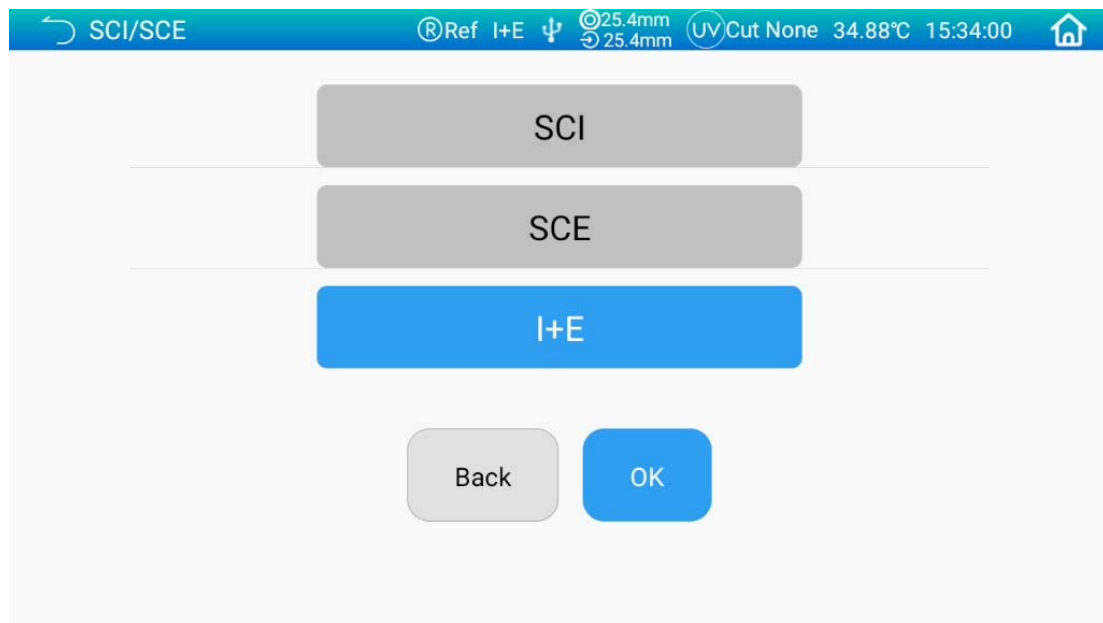 SCI/SCE ®Ref I+E 25.4mm 25.4mm UV Cut None 34.88℃ 15:34:00
SCI
SCE
I+E
Back OK